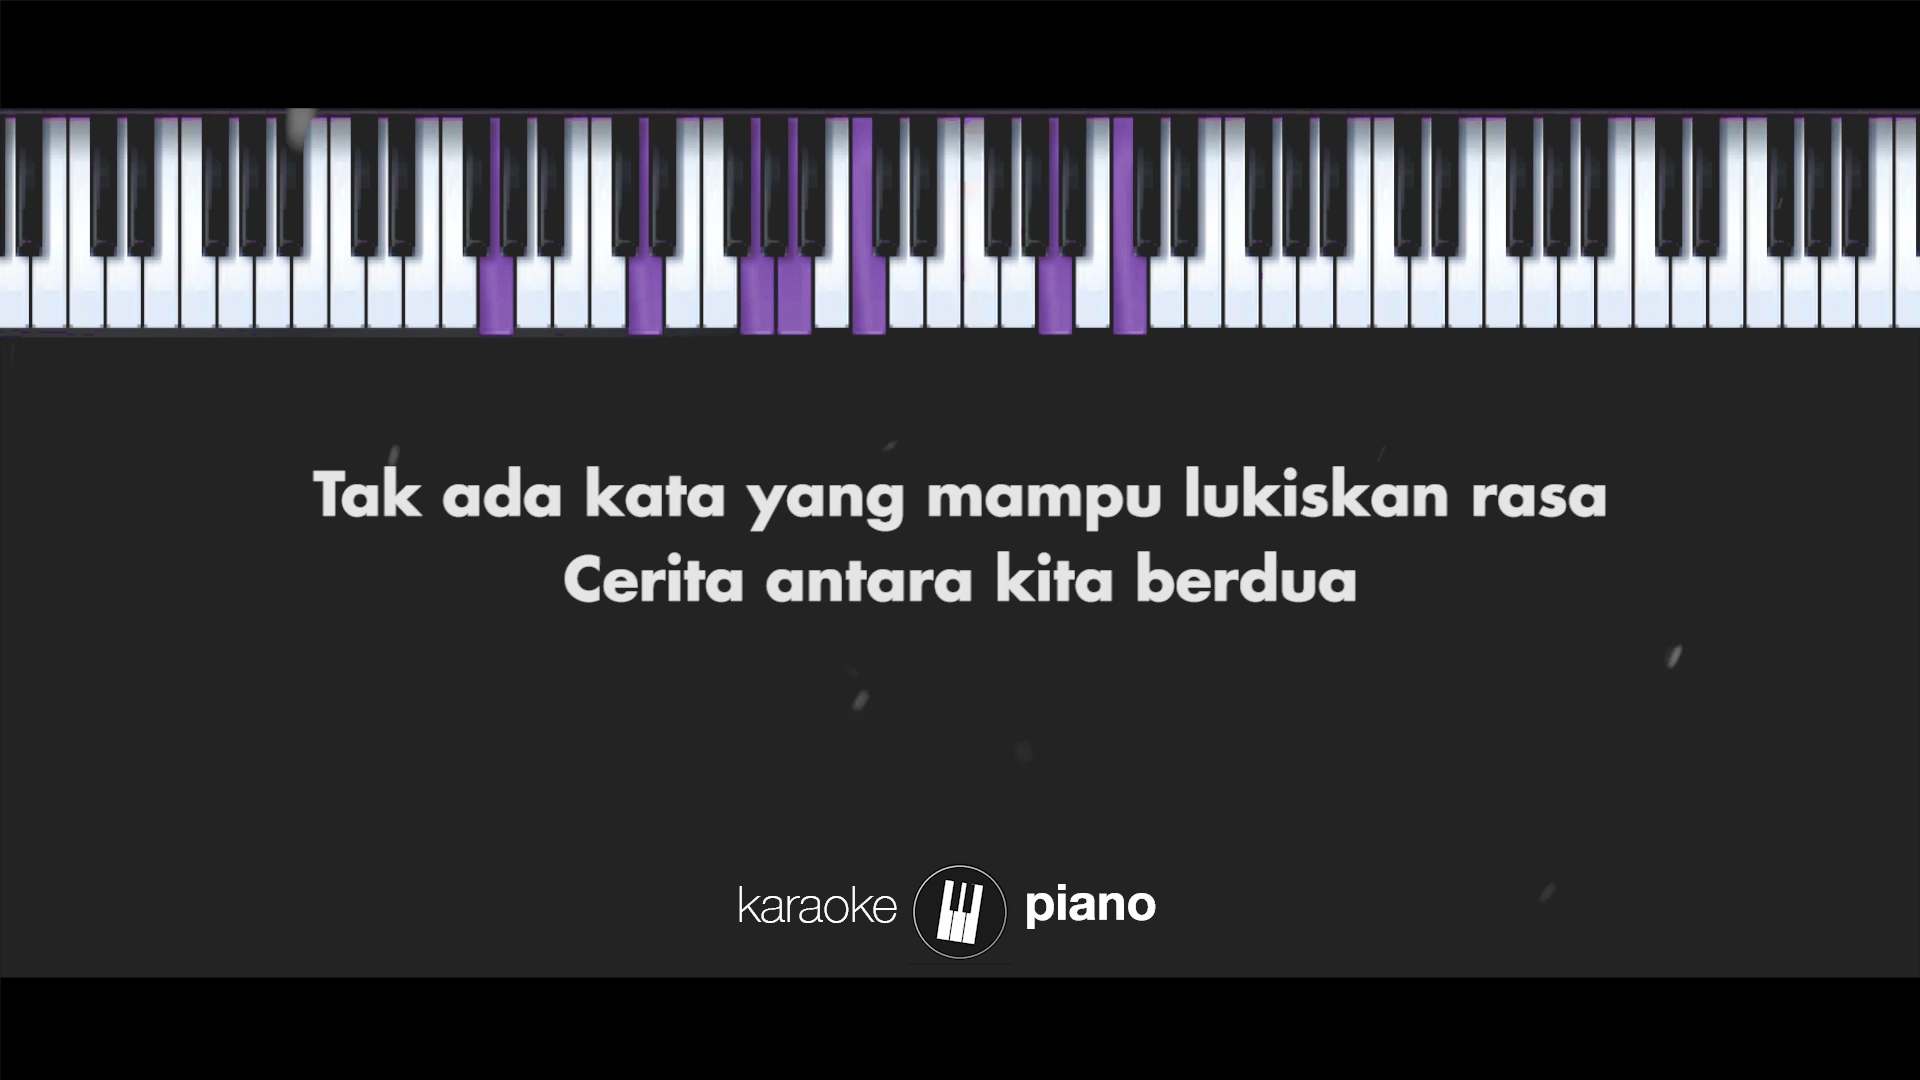 Tak ada kata yang mampu lukiskan rasa
Cerita antara kita berdua
karaoke piano